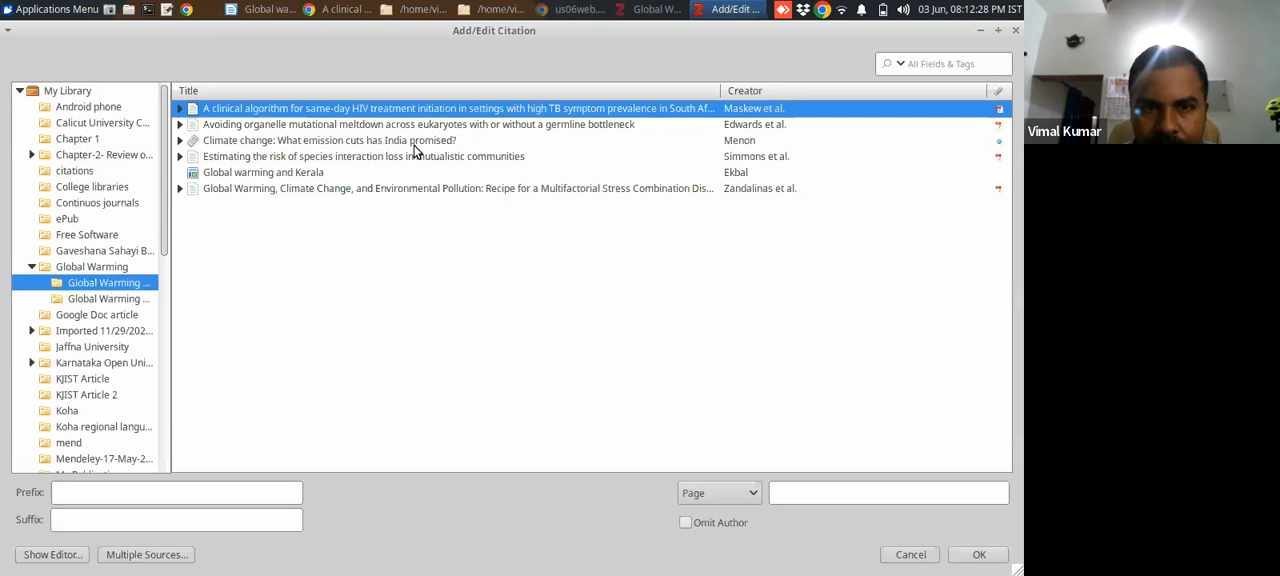 Applications Menu Global wa... A clinical ... /home/vi... /home/vi... us06web.... Global W... Add/Edit ... 03 Jun, 08:12:28 PM IST
Add/Edit Citation
All Fields & Tags
My Library
Android phone
Calicut University C...
Chapter 1
Chapter-2- Review o...
citations
College libraries
Continuos journals
ePub
Free Software
Gaveshana Sahayi B...
Global Warming
Global Warming ...
Global Warming ...
Google Doc article
Imported 11/29/202...
Jaffna University
Karnataka Open Uni...
KJIST Article
KJIST Article 2
Koha
Koha regional langu...
mend
Mendeley-17-May-2...
Title Creator
A clinical algorithm for same-day HIV treatment initiation in settings with high TB symptom prevalence in South Af... Maskew et al.
Avoiding organelle mutational meltdown across eukaryotes with or without a germline bottleneck Edwards et al.
Climate change: What emission cuts has India promised? Menon
Estimating the risk of species interaction loss in mutualistic communities Simmons et al.
Global warming and Kerala Ekbal
Global Warming, Climate Change, and Environmental Pollution: Recipe for a Multifactorial Stress Combination Dis... Zandalinas et al.
Prefix: Page
Suffix: Omit Author
Show Editor... Multiple Sources... Cancel OK
Vimal Kumar